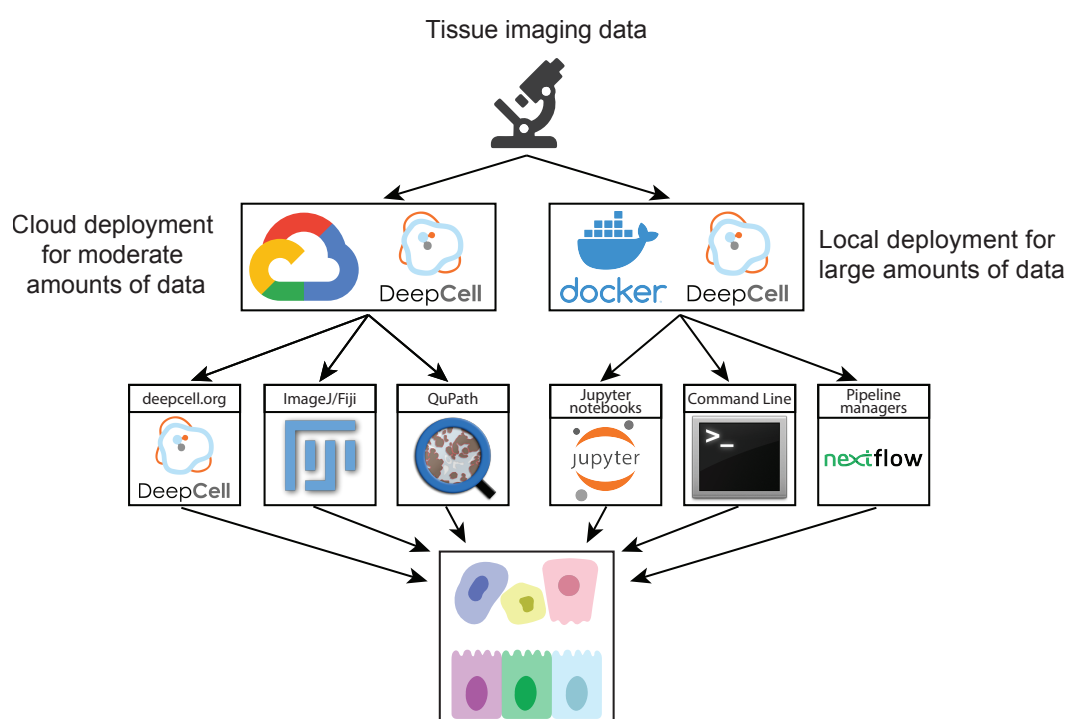 Tissue imaging data
Cloud deployment
for moderate
amounts of data
DeepCell
docker
DeepCell
Local deployment for
large amounts of data
deepcell.org
ImageJ/Fiji
QuPath
Jupyter
notebooks
Command Line
Pipeline
managers
DeepCell
jupyter
>_
nextflow